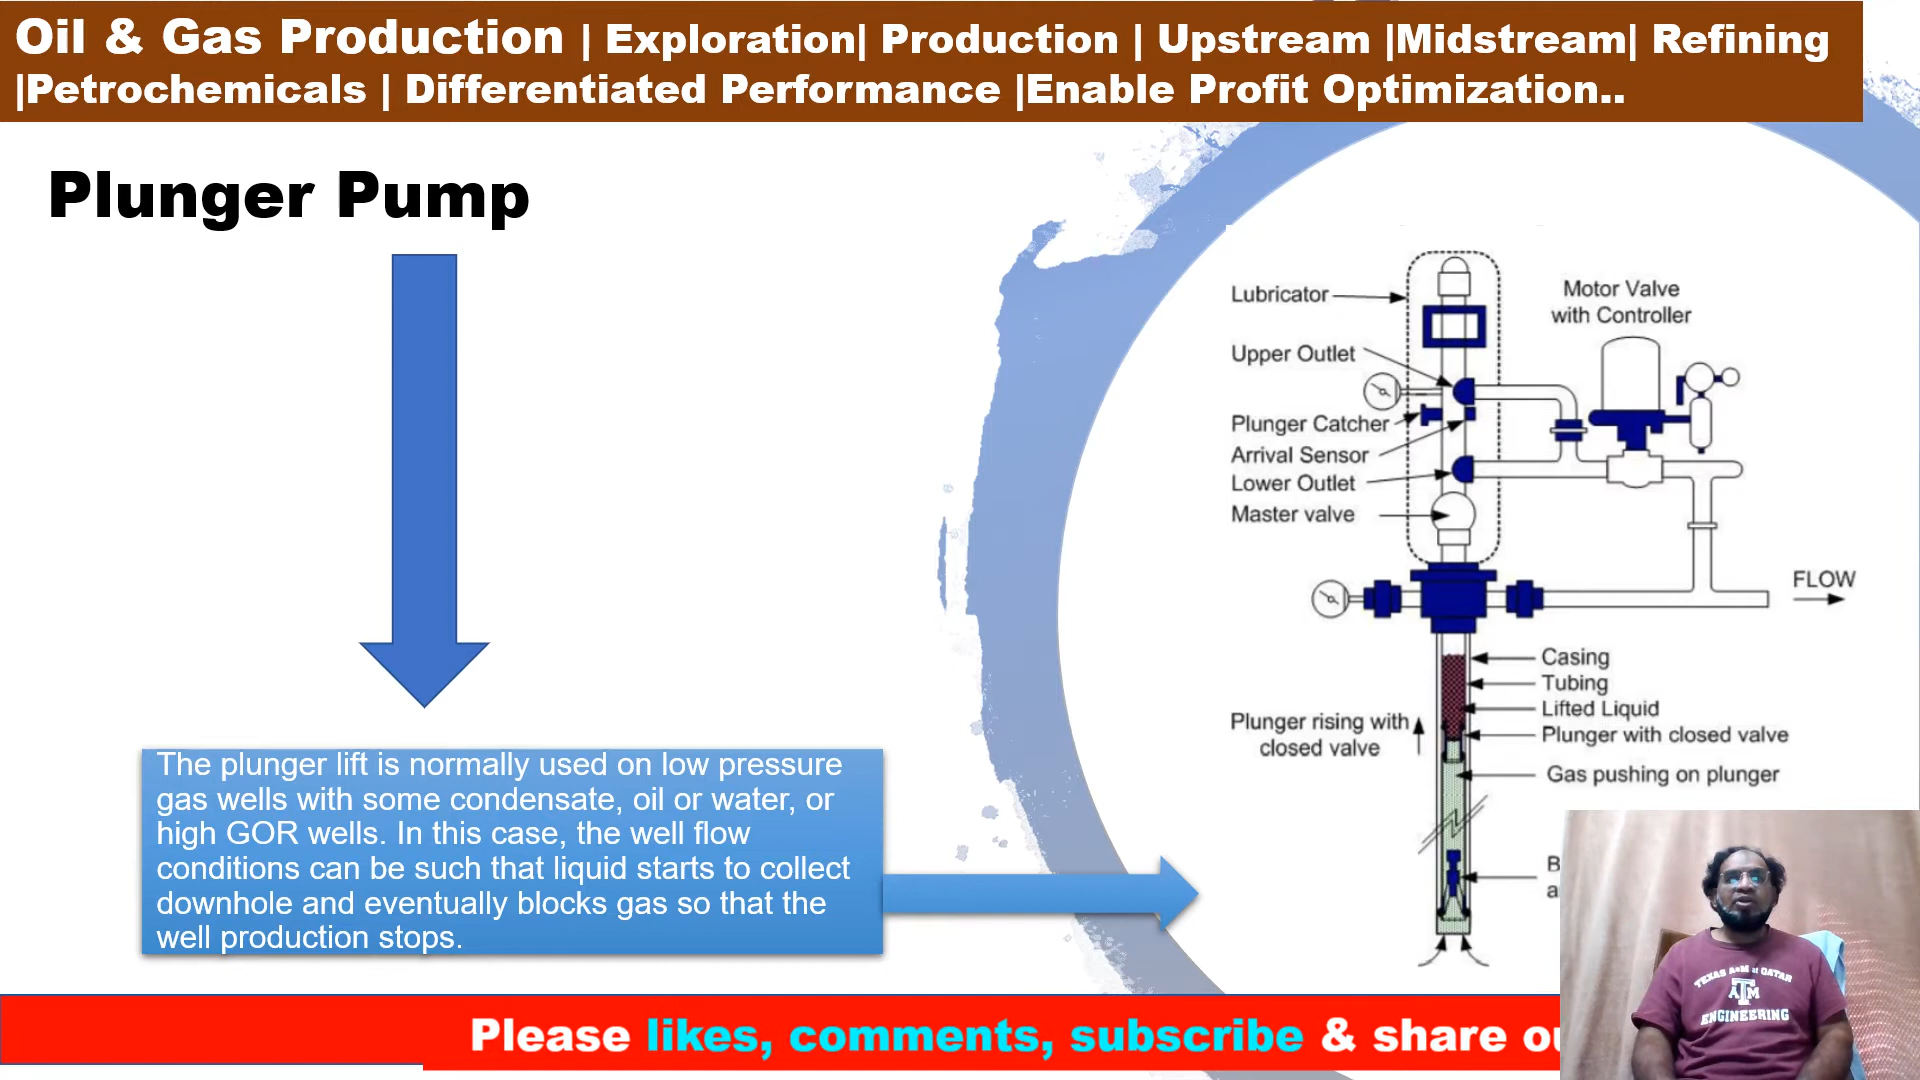 Oil & Gas Production | Exploration| Production | Upstream |Midstream| Refining
|Petrochemicals | Differentiated Performance |Enable Profit Optimization..
Plunger Pump
Lubricator
Motor Valve
with Controller
Upper Outlet
Plunger Catcher
Arrival Sensor
Lower Outlet
Master valve
FLOW
Casing
Tubing
Lifted Liquid
Plunger with closed valve
Plunger rising with
closed valve
Gas pushing on plunger
The plunger lift is normally used on low pressure
gas wells with some condensate, oil or water, or
high GOR wells. In this case, the well flow
conditions can be such that liquid starts to collect
downhole and eventually blocks gas so that the
well production stops.
TEXAS A&M at QATAR
ATM
ENGINEERING
Please likes, comments, subscribe & share